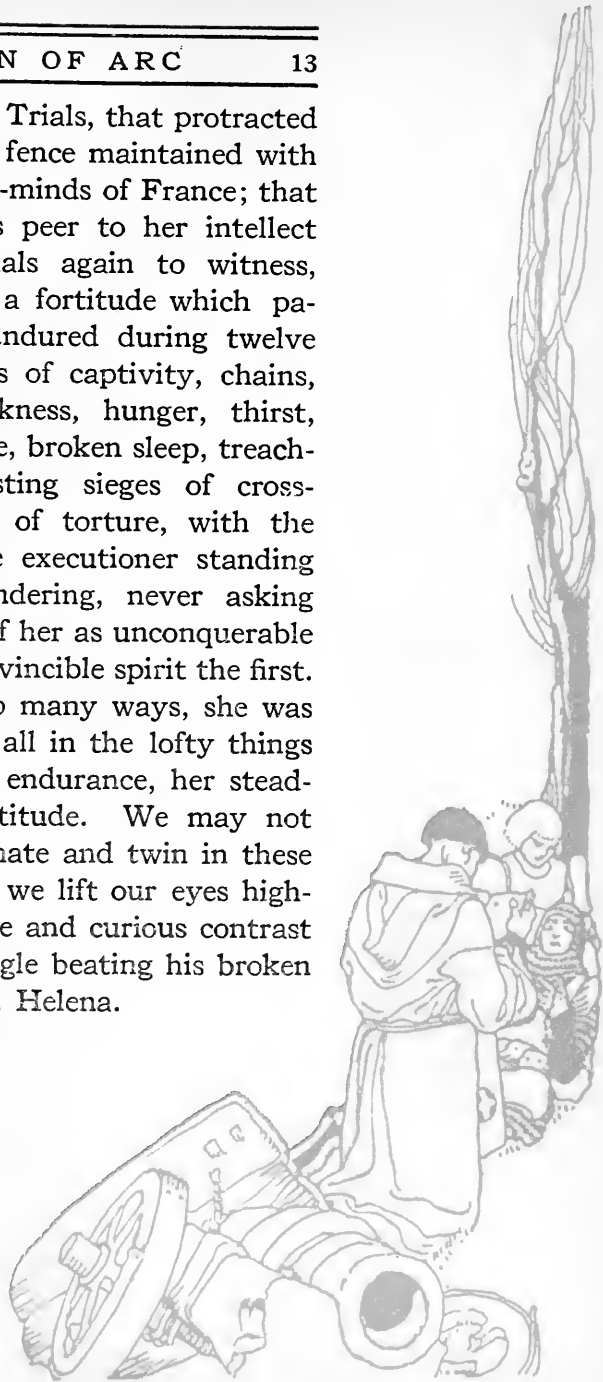 N OF ARC 13
Trials, that protracted
fence maintained with
-minds of France; that
s peer to her intellect
als again to witness,
a fortitude which pa-
ndured during twelve
s of captivity, chains,
kness, hunger, thirst,
e, broken sleep, treach-
sting sieges of cross-
of torture, with the
e executioner standing
ndering, never asking
f her as unconquerable
vincible spirit the first.
o many ways, she was
all in the lofty things
endurance, her stead-
titude. We may not
nate and twin in these
we lift our eyes high-
e and curious contrast
gle beating his broken
. Helena.